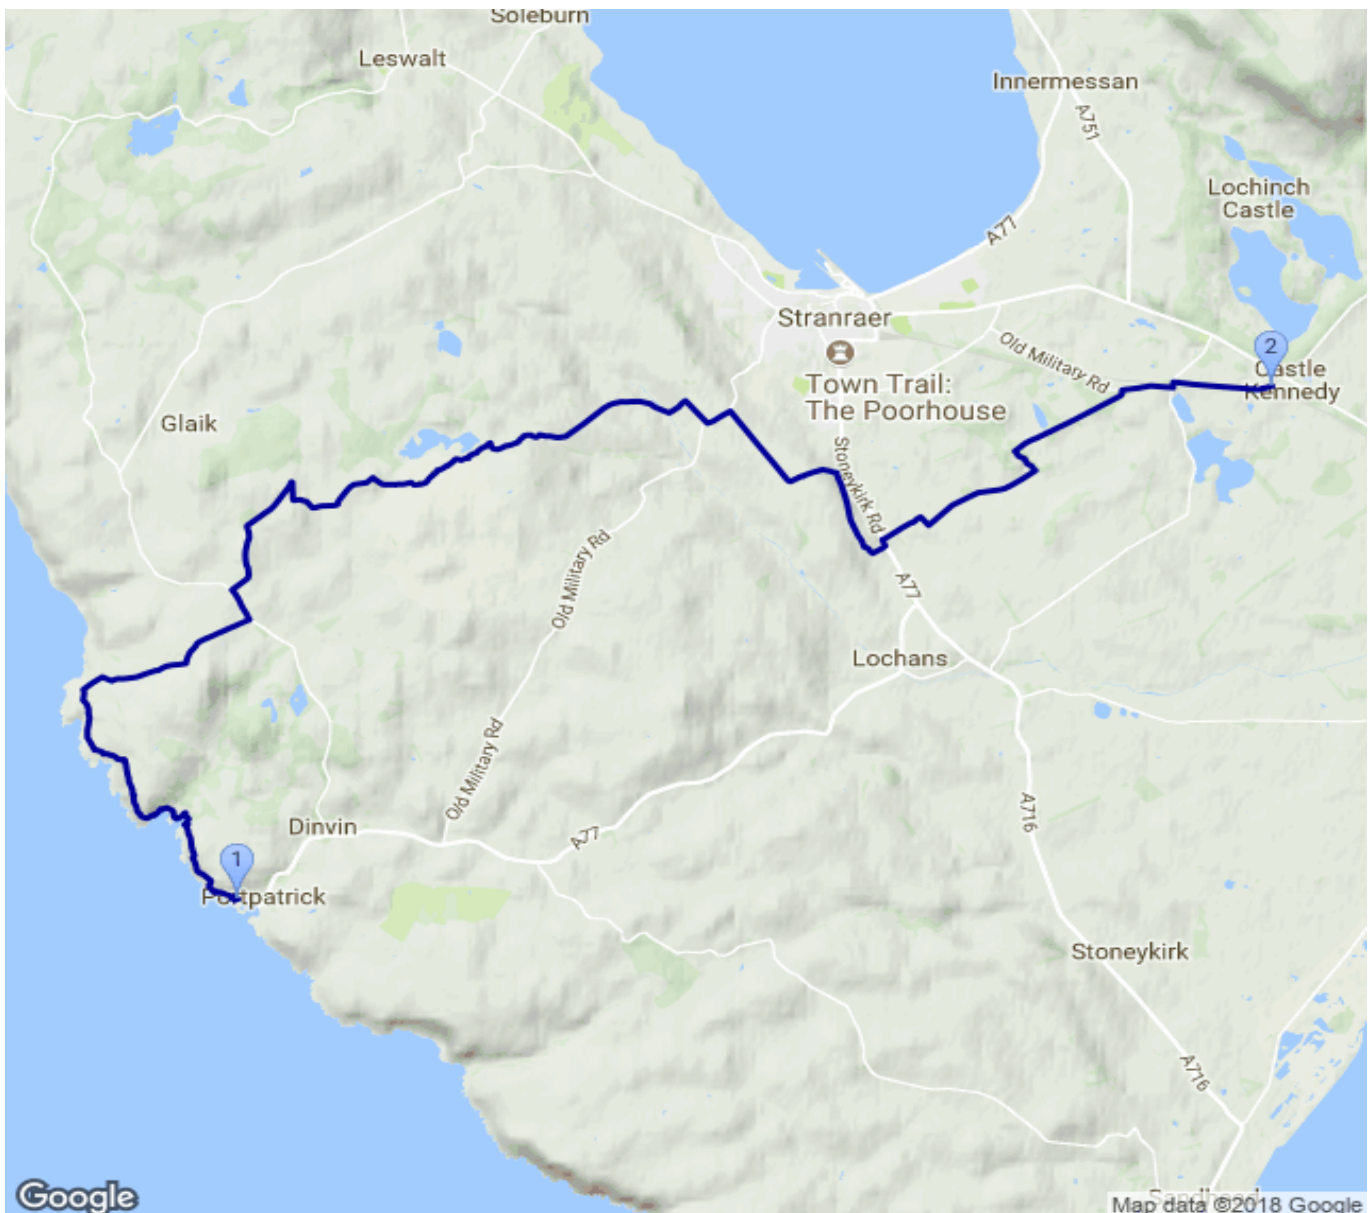 Soleburn
Leswalt
Innermessan
A751
Lochinch
Castle
A77
Stranraer
Old Military Rd
2
Castle
Kennedy
Town Trail:
The Poorhouse
Glaik
Stoneykirk Rd
Old Military Rd
A77
Lochans
Old Military Rd
A716
Dinvin
A77
1
Portpatrick
Stoneykirk
A716
Sandhead
Google
Map data ©2018 Google